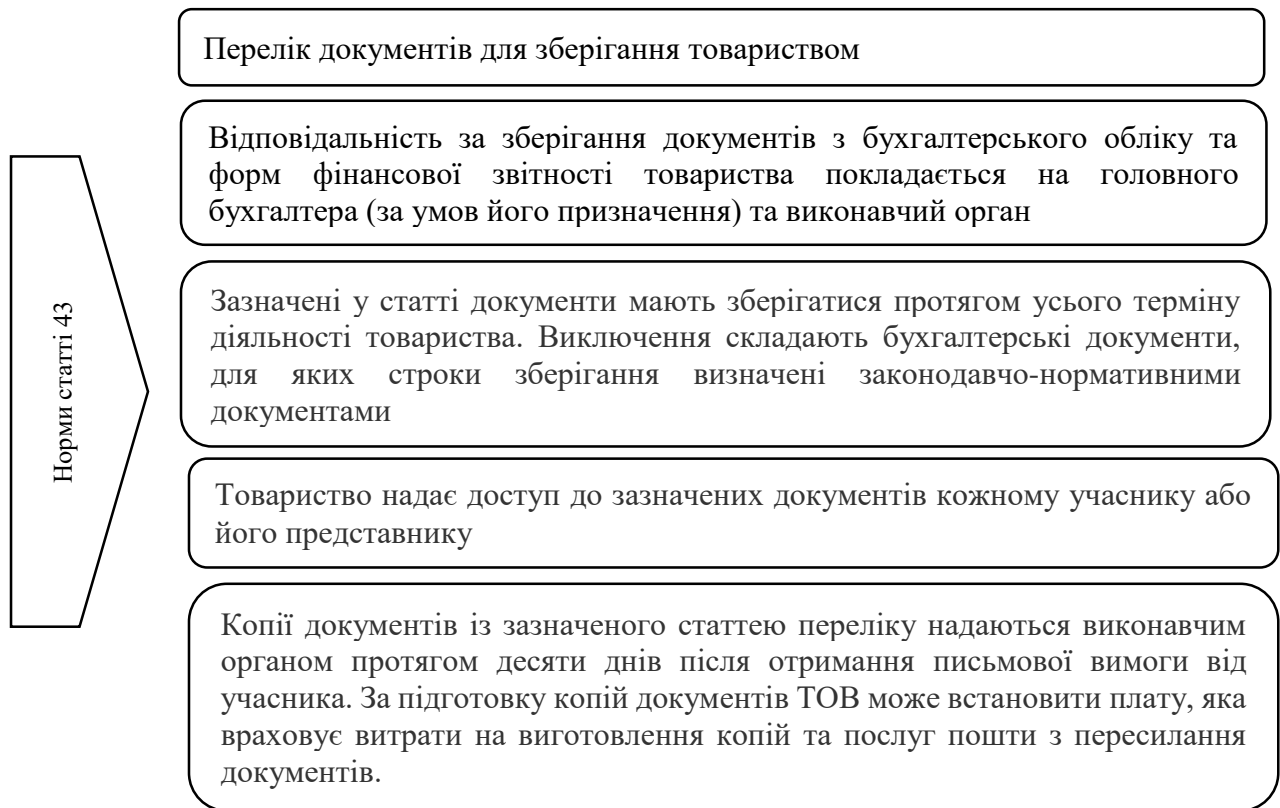 Перелік документів для зберігання товариством
Відповідальність за зберігання документів з бухгалтерського обліку та
форм фінансової звітності товариства покладається на головного
бухгалтера (за умов його призначення) та виконавчий орган
Норми статті 43
Зазначені у статті документи мають зберігатися протягом усього терміну
діяльності товариства. Виключення складають бухгалтерські документи,
для яких строки зберігання визначені законодавчо-нормативними
документами
Товариство надає доступ до зазначених документів кожному учаснику або
його представнику
Копії документів із зазначеного статтею переліку надаються виконавчим
органом протягом десяти днів після отримання письмової вимоги від
учасника. За підготовку копій документів ТОВ може встановити плату, яка
враховує витрати на виготовлення копій та послуг пошти з пересилання
документів.